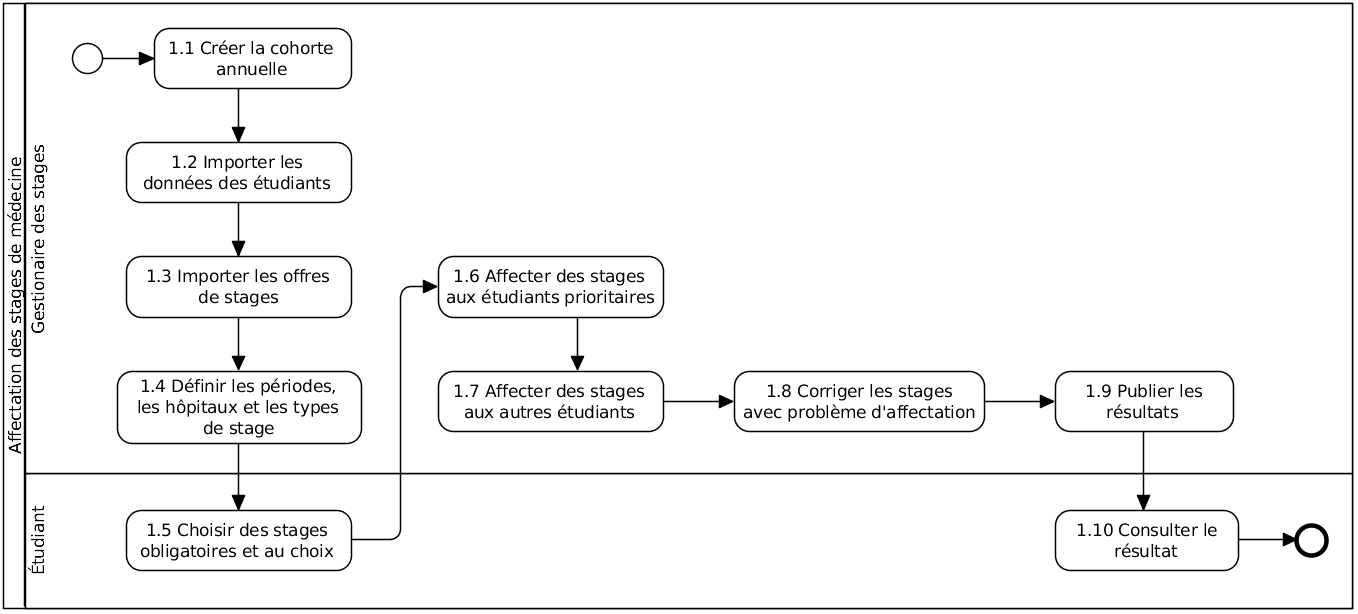 Affectation des stages de médecine
Gestionaire des stages
1.1 Créer la cohorte
annuelle
1.2 Importer les
données des étudiants
1.3 Importer les offres
de stages
1.4 Définir les périodes,
les hôpitaux et les types
de stage
1.6 Affecter des stages
aux étudiants prioritaires
1.7 Affecter des stages
aux autres étudiants
1.8 Corriger les stages
avec problème d'affectation
1.9 Publier les
résultats
Étudiant
1.5 Choisir des stages
obligatoires et au choix
1.10 Consulter le
résultat